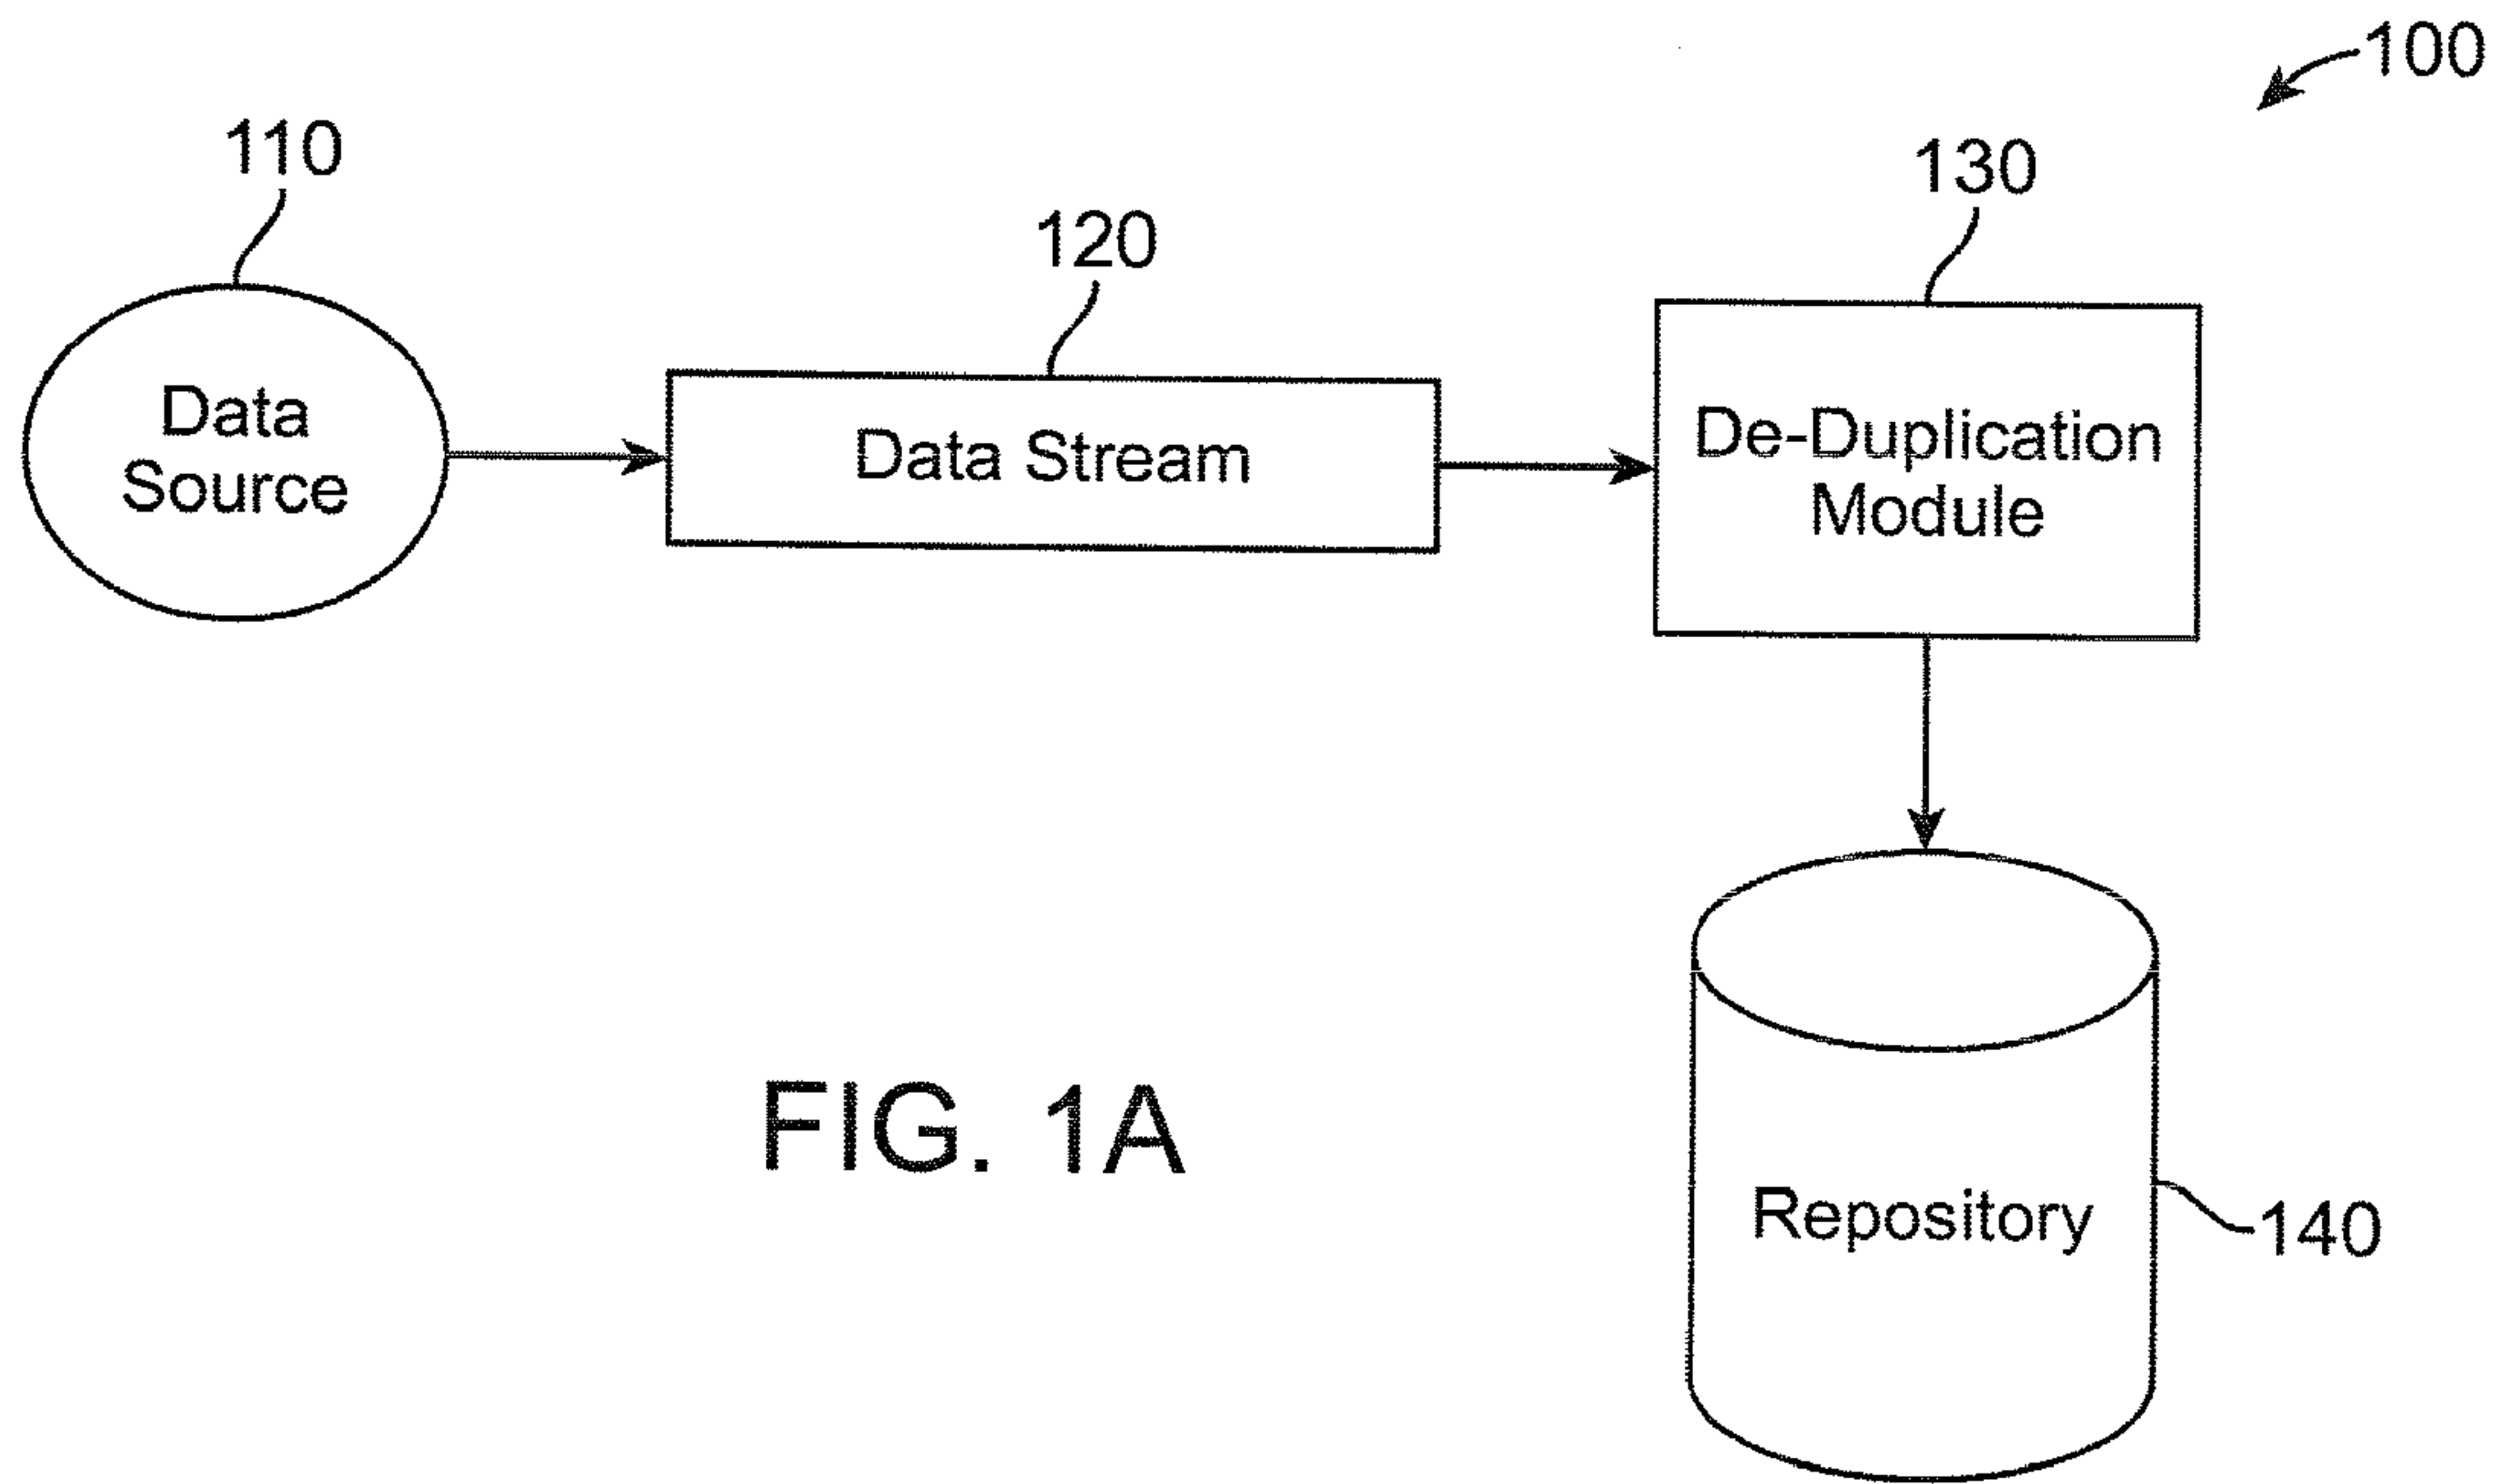 100
110
120
130
Data
Source
Data Stream
De-Duplication
Module
FIG. 1A
Repository
140